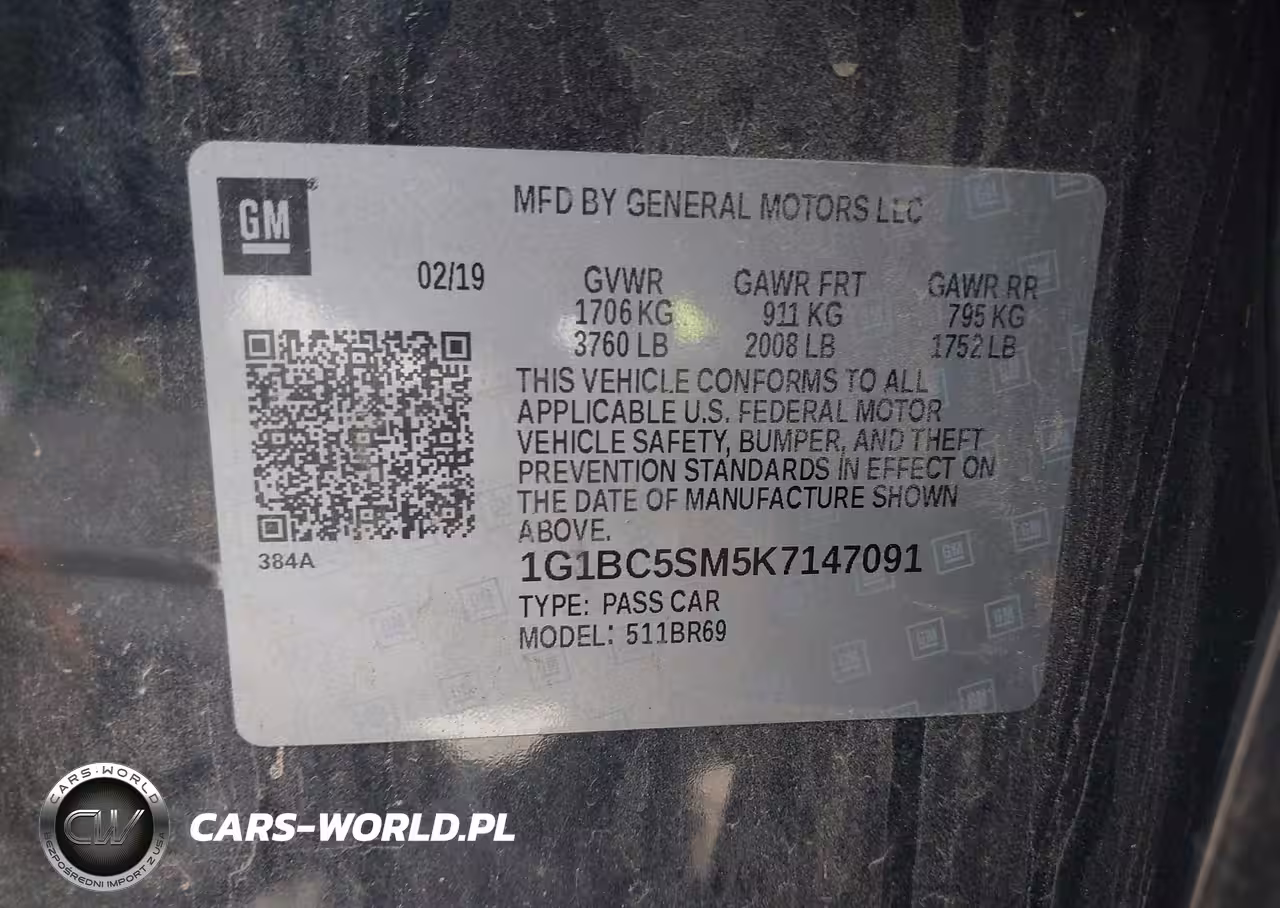 GM
MFD BY GENERAL MOTORS LLC
02/19 GVWR GAWR FRT GAWR RR
1706 KG 911 KG 795 KG
3760 LB 2008 LB 1752 LB
THIS VEHICLE CONFORMS TO ALL
APPLICABLE U.S. FEDERAL MOTOR
VEHICLE SAFETY, BUMPER, AND THEFT
PREVENTION STANDARDS IN EFFECT ON
THE DATE OF MANUFACTURE SHOWN
ABOVE.
384A
1G1BC5SM5K7147091
TYPE: PASS CAR
MODEL: 511BR69
CARS-WORLD
CW
BEZPOŚREDNI IMPORT Z USA
CARS-WORLD.PL